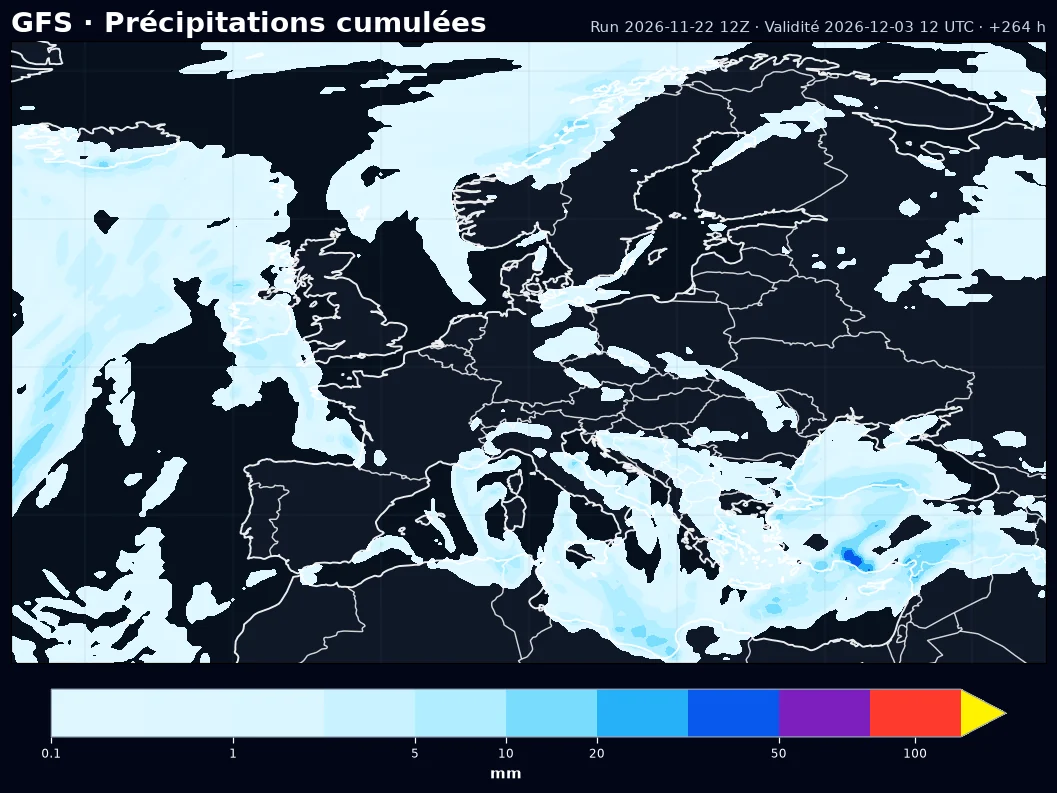 GFS · Précipitations cumulées
Run 2026-11-22 12Z · Validité 2026-12-03 12 UTC · +264 h
0.1 1 5 10 20 50 100
mm